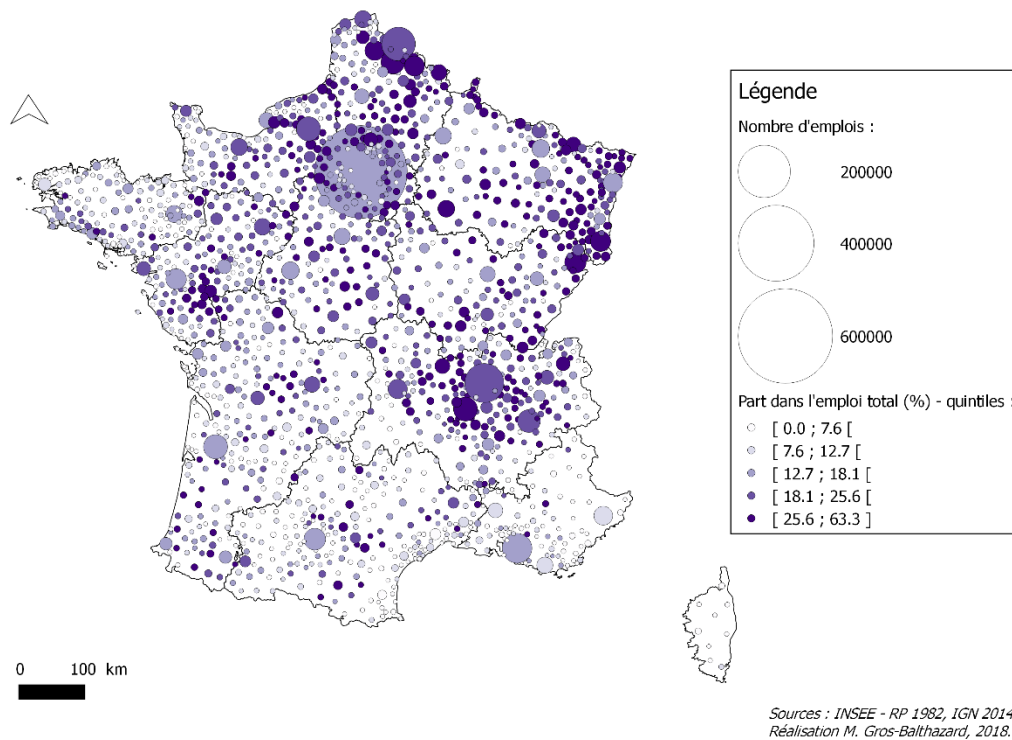 Légende
Nombre d'emplois :
200000
400000
600000
Part dans l'emploi total (%) - quintiles :
[ 0.0 ; 7.6 [
[ 7.6 ; 12.7 [
[ 12.7 ; 18.1 [
[ 18.1 ; 25.6 [
[ 25.6 ; 63.3 ]
0 100 km
Sources : INSEE - RP 1982, IGN 2014
Réalisation M. Gros-Balthazard, 2018.